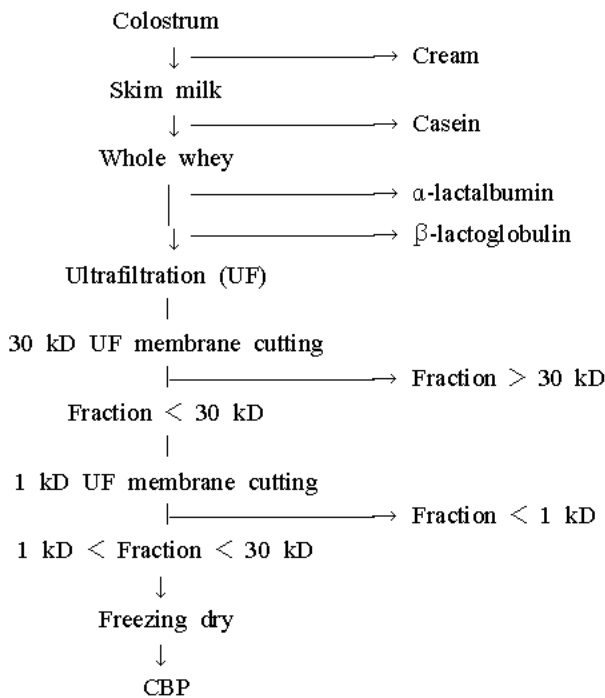 Colostrum
Cream
Skim milk
Casein
Whole whey
α-lactalbumin
β-lactoglobulin
Ultrafiltration (UF)
30 kD UF membrane cutting
Fraction > 30 kD
Fraction < 30 kD
1 kD UF membrane cutting
Fraction < 1 kD
1 kD < Fraction < 30 kD
Freezing dry
CBP